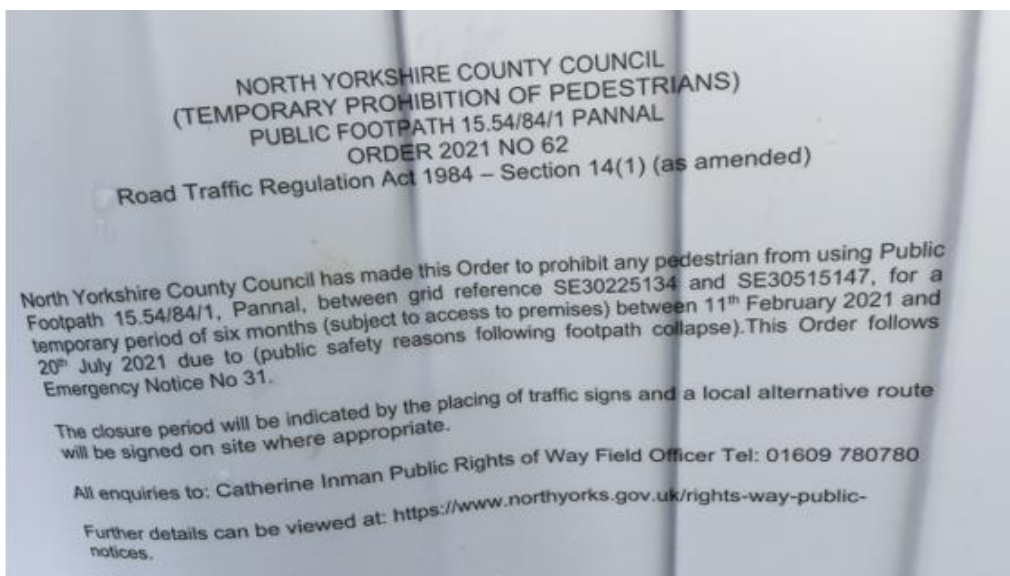 NORTH YORKSHIRE COUNTY COUNCIL
(TEMPORARY PROHIBITION OF PEDESTRIANS)
PUBLIC FOOTPATH 15.54/84/1 PANNAL
ORDER 2021 NO 62
Road Traffic Regulation Act 1984 – Section 14(1) (as amended)
North Yorkshire County Council has made this Order to prohibit any pedestrian from using Public
Footpath 15.54/84/1, Pannal, between grid reference SE30225134 and SE30515147, for a
temporary period of six months (subject to access to premises) between 11th February 2021 and
20th July 2021 due to (public safety reasons following footpath collapse).This Order follows
Emergency Notice No 31.
The closure period will be indicated by the placing of traffic signs and a local alternative route
will be signed on site where appropriate.
All enquiries to: Catherine Inman Public Rights of Way Field Officer Tel: 01609 780780
Further details can be viewed at: https://www.northyorks.gov.uk/rights-way-public-
notices.